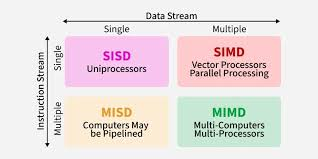 Data Stream
Single Multiple
Instruction Stream
Single
SISD
Uniprocessors
SIMD
Vector Processors
Parallel Processing
Multiple
MISD
Computers May
be Pipelined
MIMD
Multi-Computers
Multi-Processors